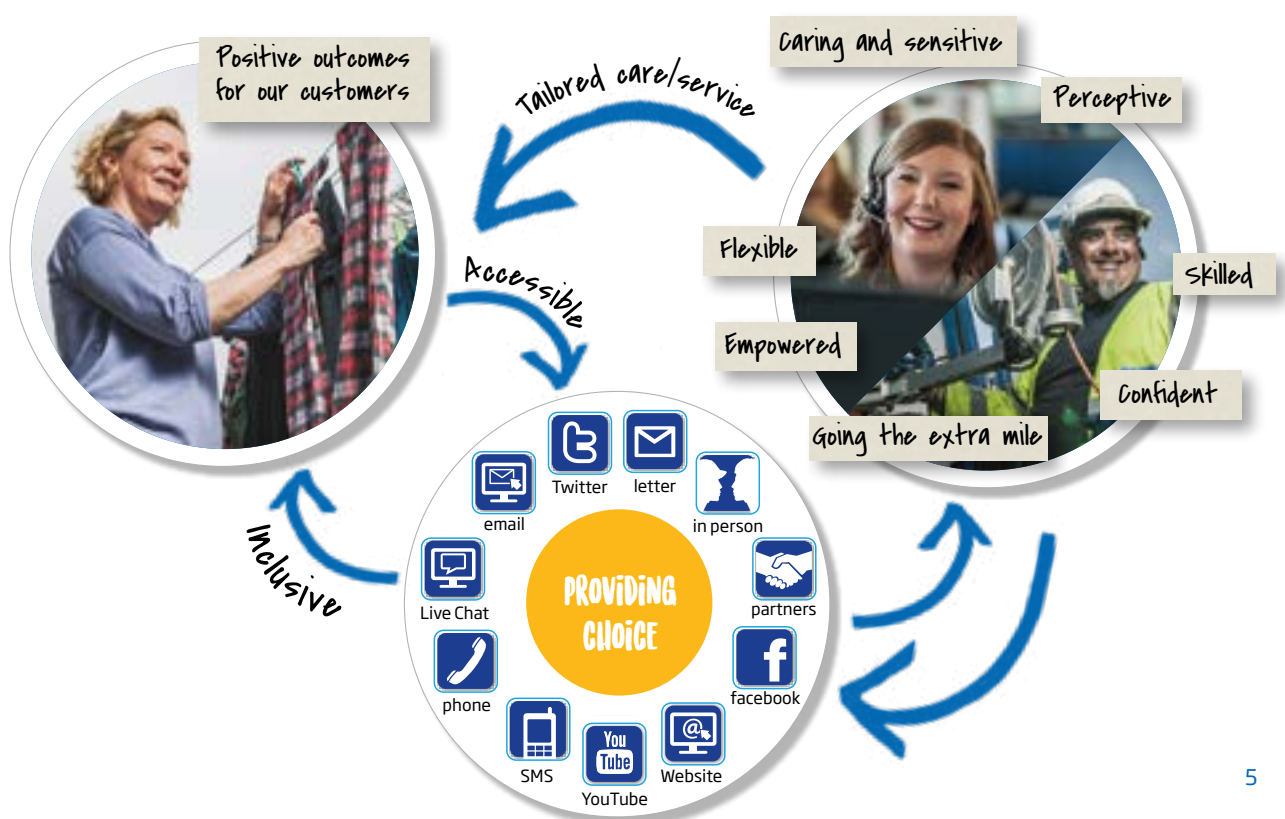 Positive outcomes
for our customers
Tailored care/service
Caring and sensitive
Perceptive
Flexible
Skilled
Accessible
Empowered
Confident
Going the extra mile
Inclusive
Twitter
letter
email
in person
Live Chat
PROVIDING
CHOICE
partners
phone
facebook
SMS
You
Tube
YouTube
@
Website
5